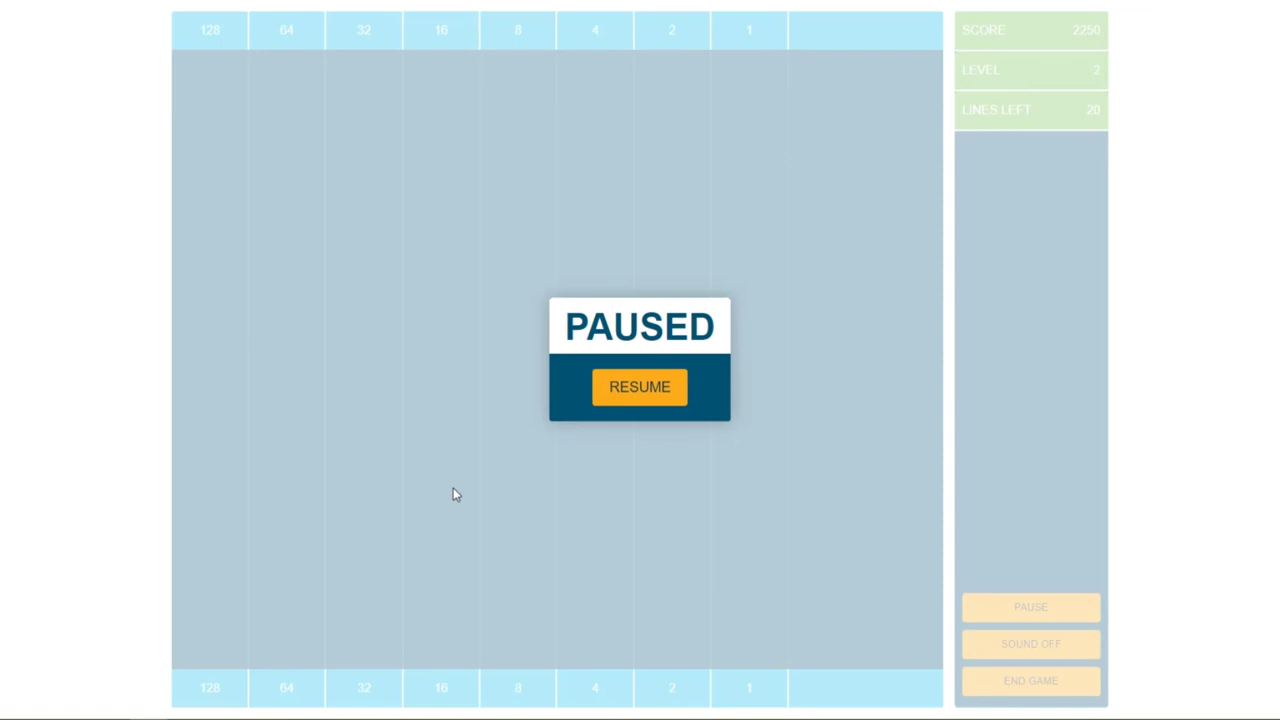 128 64 32 16 8 4 2 1
SCORE 2250
LEVEL 2
LINES LEFT 20
PAUSED
RESUME
PAUSE
SOUND OFF
END GAME
128 64 32 16 8 4 2 1